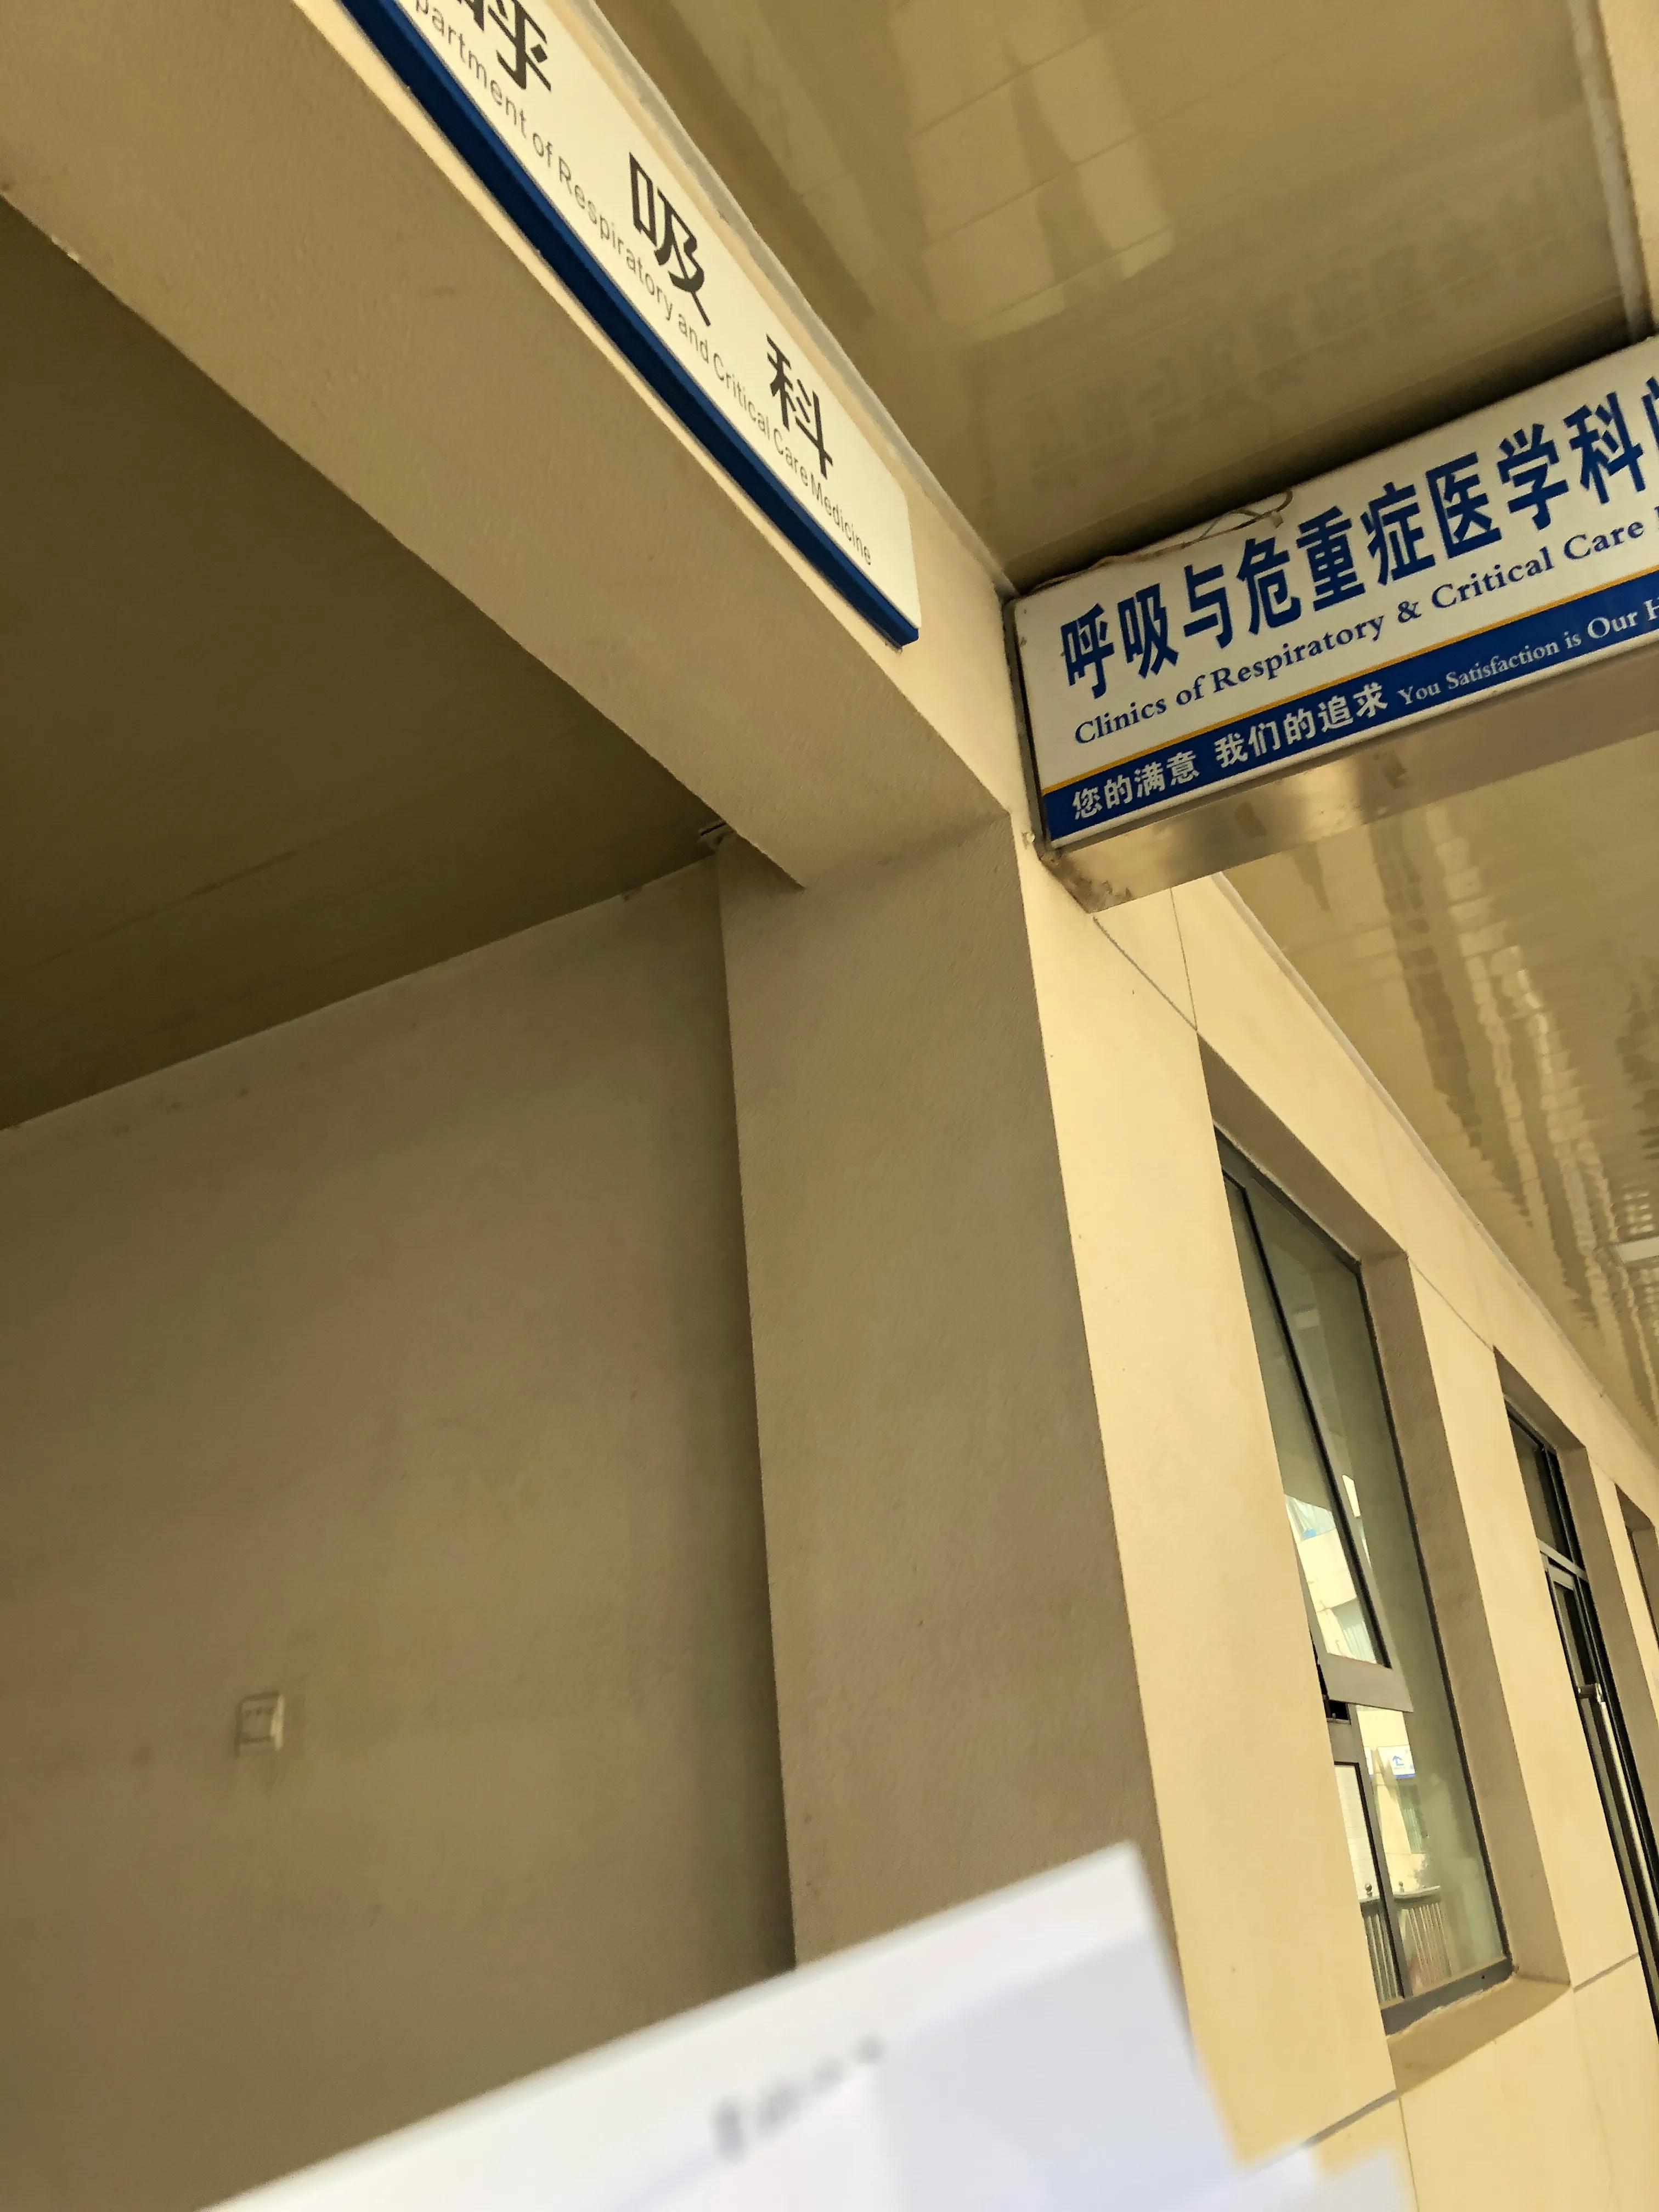 呼吸科
partment of Respiratory and Critical Care Medicine
呼吸与危重症医学科
Clinics of Respiratory & Critical Care
您的满意 我们的追求 You Satisfaction is Our